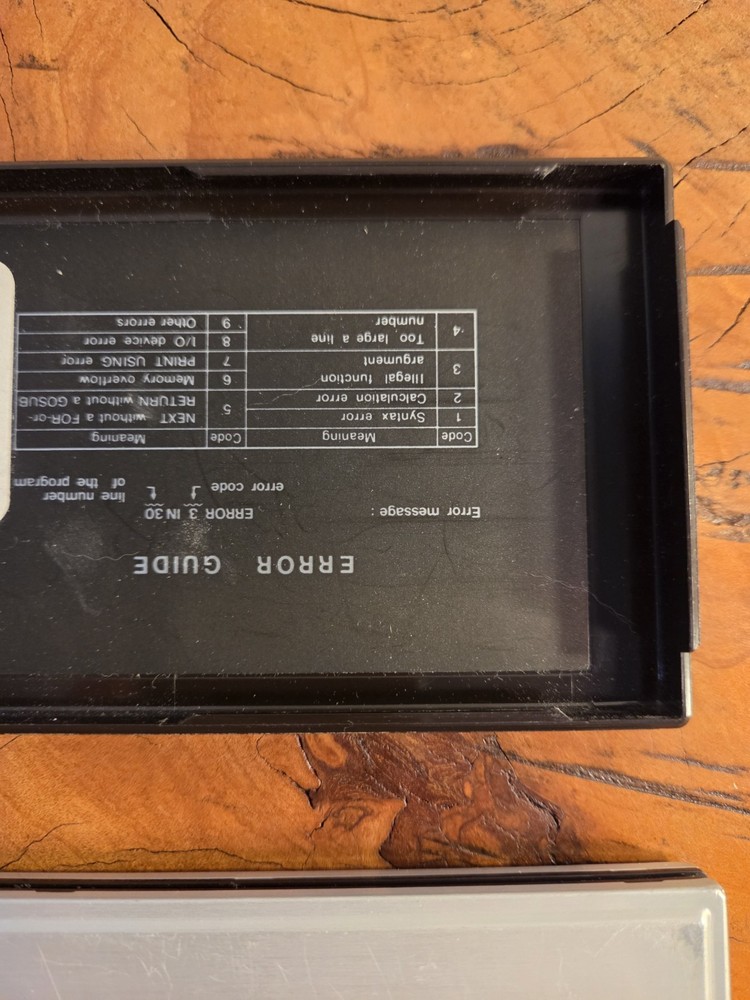 ERROR GUIDE
Error message : ERROR 3 IN 30
error code line number
of the program
Code Meaning Code Meaning
1 Syntax error 5 NEXT without a FOR-or-
RETURN without a GOSUB
2 Calculation error
3 Illegal function
argument
6 Memory overflow
7 PRINT USING error
4 Too large a line
number
8 I/O device error
9 Other errors